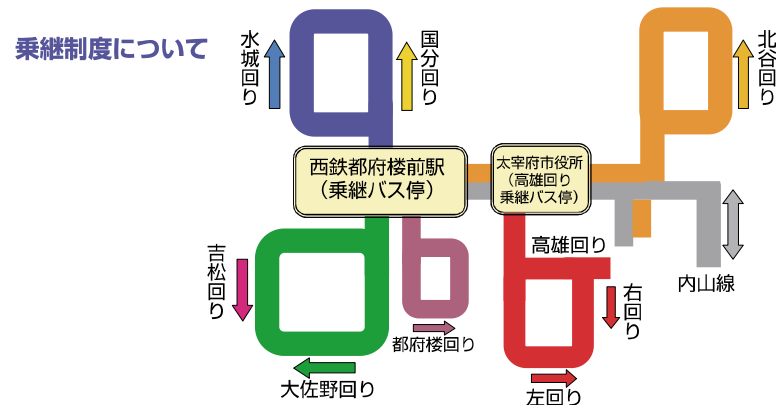 乗継制度について
水城回り
国分回り
北谷回り
西鉄都府楼前駅
（乗継バス停）
太宰府市役所
（高雄回り
乗継バス停）
吉松回り
高雄回り
内山線
右回り
都府楼回り
大佐野回り
左回り